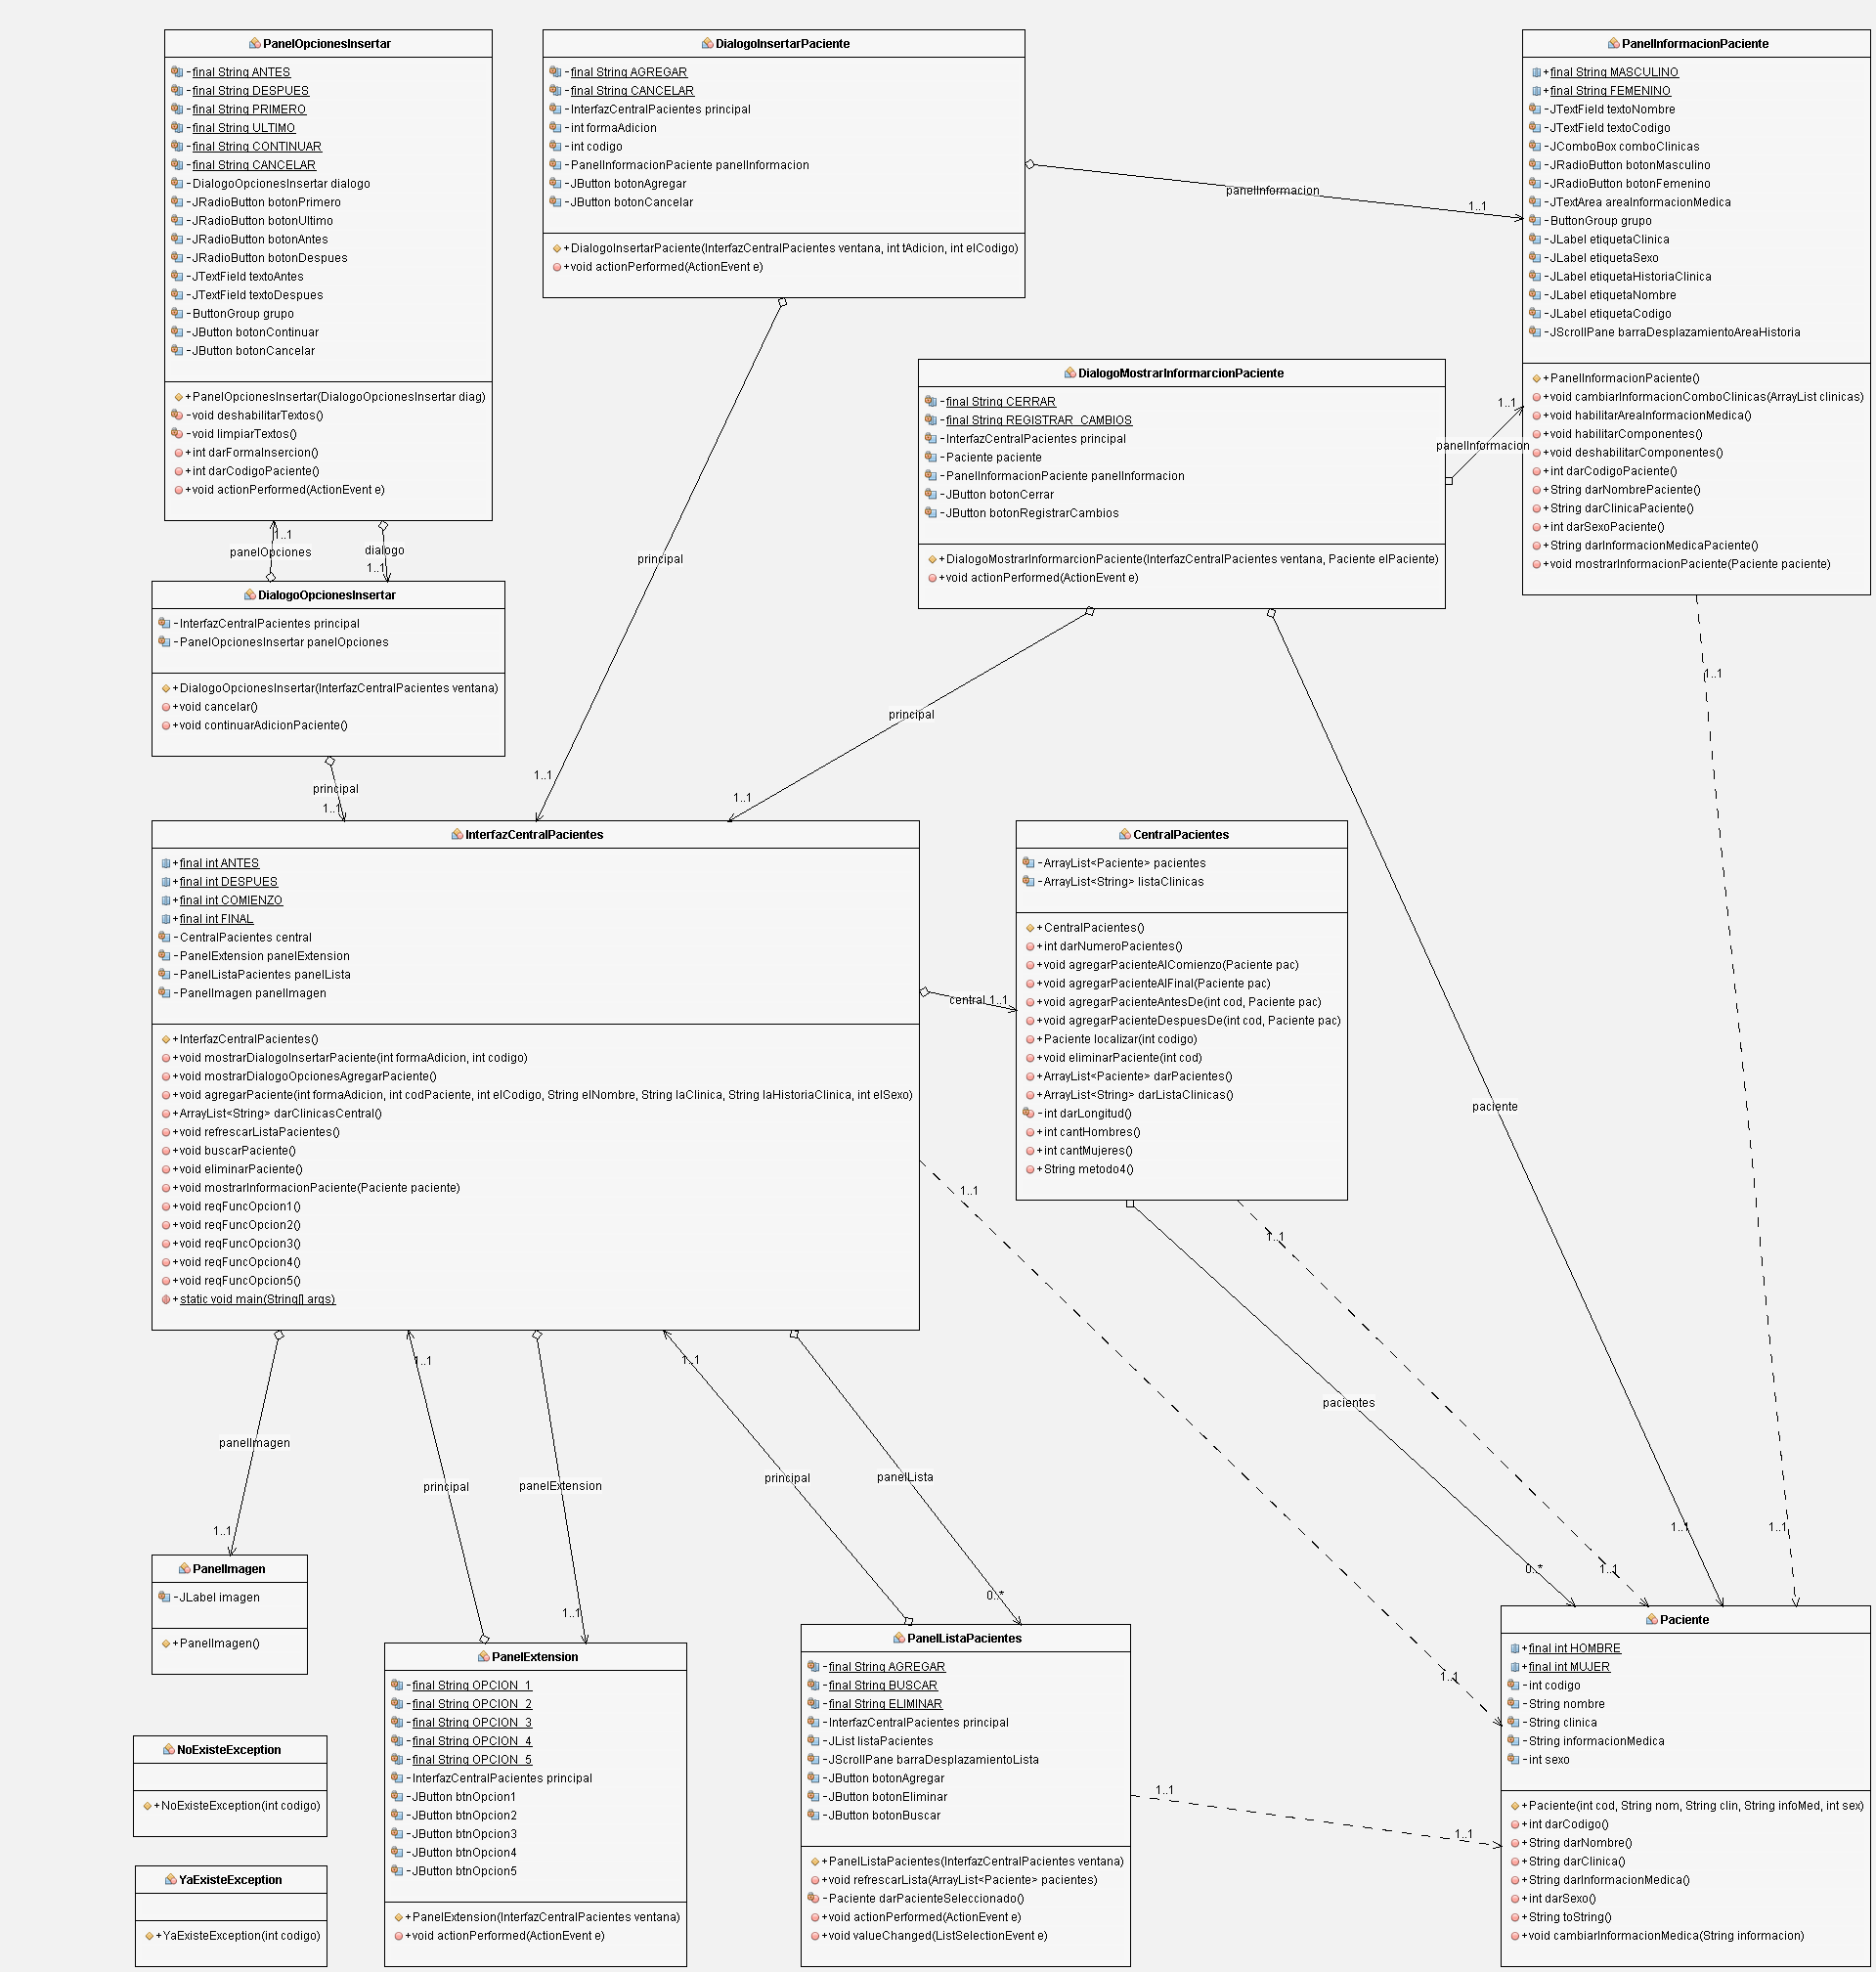 PanelOpcionesInsertar
-final String ANTES
-final String DESPUES
-final String PRIMERO
-final String ULTIMO
-final String CONTINUAR
-final String CANCELAR
-DialogoOpcionesInsertar dialogo
-JRadioButton botonPrimero
-JRadioButton botonUltimo
-JRadioButton botonAntes
-JRadioButton botonDespues
-JTextField textoAntes
-JTextField textoDespues
-ButtonGroup grupo
-JButton botonContinuar
-JButton botonCancelar
+PanelOpcionesInsertar(DialogoOpcionesInsertar diag)
-void deshabilitarTextos()
-void limpiarTextos()
+int darFormaInsercion()
+int darCodigoPaciente()
+void actionPerformed(ActionEvent e)
DialogoInsertarPaciente
-final String AGREGAR
-final String CANCELAR
-InterfazCentralPacientes principal
-int formaAdicion
-int codigo
-PanelInformacionPaciente panelInformacion
-JButton botonAgregar
-JButton botonCancelar
+DialogoInsertarPaciente(InterfazCentralPacientes ventana, int tAdicion, int elCodigo)
+void actionPerformed(ActionEvent e)
panelInformacion
1..1
PanelInformacionPaciente
+final String MASCULINO
+final String FEMENINO
-JTextField textoNombre
-JTextField textoCodigo
-JComboBox comboClinicas
-JRadioButton botonMasculino
-JRadioButton botonFemenino
-JTextArea areaInformacionMedica
-ButtonGroup grupo
-JLabel etiquetaClinica
-JLabel etiquetaSexo
-JLabel etiquetaHistoriaClinica
-JLabel etiquetaNombre
-JLabel etiquetaCodigo
-JScrollPane barraDesplazamientoAreaHistoria
+PanelInformacionPaciente()
+void cambiarInformacionComboClinicas(ArrayList clinicas)
+void habilitarAreaInformacionMedica()
+void habilitarComponentes()
+void deshabilitarComponentes()
+int darCodigoPaciente()
+String darNombrePaciente()
+String darClinicaPaciente()
+int darSexoPaciente()
+String darInformacionMedicaPaciente()
+void mostrarInformacionPaciente(Paciente paciente)
DialogoMostrarInformarcionPaciente
-final String CERRAR
-final String REGISTRAR_CAMBIOS
-InterfazCentralPacientes principal
-Paciente paciente
-PanelInformacionPaciente panelInformacion
-JButton botonCerrar
-JButton botonRegistrarCambios
+DialogoMostrarInformarcionPaciente(InterfazCentralPacientes ventana, Paciente elPaciente)
+void actionPerformed(ActionEvent e)
1..1
panelInformacion
1..1
panelOpciones
dialogo
1..1
principal
DialogoOpcionesInsertar
-InterfazCentralPacientes principal
-PanelOpcionesInsertar panelOpciones
+DialogoOpcionesInsertar(InterfazCentralPacientes ventana)
+void cancelar()
+void continuarAdicionPaciente()
1..1
principal
principal
1..1
1..1
1..1
InterfazCentralPacientes
+final int ANTES
+final int DESPUES
+final int COMIENZO
+final int FINAL
-CentralPacientes central
-PanelExtension panelExtension
-PanelListaPacientes panelLista
-PanelImagen panelImagen
+InterfazCentralPacientes()
+void mostrarDialogoInsertarPaciente(int formaAdicion, int codigo)
+void mostrarDialogoOpcionesAgregarPaciente()
+void agregarPaciente(int formaAdicion, int codPaciente, int elCodigo, String elNombre, String laClinica, String laHistoriaClinica, int elSexo)
+ArrayList<String> darClinicasCentral()
+void refrescarListaPacientes()
+void buscarPaciente()
+void eliminarPaciente()
+void mostrarInformacionPaciente(Paciente paciente)
+void reqFuncOpcion1()
+void reqFuncOpcion2()
+void reqFuncOpcion3()
+void reqFuncOpcion4()
+void reqFuncOpcion5()
+static void main(String[] args)
central 1..1
CentralPacientes
-ArrayList<Paciente> pacientes
-ArrayList<String> listaClinicas
+CentralPacientes()
+int darNumeroPacientes()
+void agregarPacienteAlComienzo(Paciente pac)
+void agregarPacienteAlFinal(Paciente pac)
+void agregarPacienteAntesDe(int cod, Paciente pac)
+void agregarPacienteDespuesDe(int cod, Paciente pac)
+Paciente localizar(int codigo)
+void eliminarPaciente(int cod)
+ArrayList<Paciente> darPacientes()
+ArrayList<String> darListaClinicas()
-int darLongitud()
+int cantHombres()
+int cantMujeres()
+String metodo4()
paciente
1..1
1..1
1..1
1..1
pacientes
panelImagen
principal
panelExtension
principal
panelLista
1..1
1..1
0..*
0..*
1..1
1..1
1..1
1..1
PanelImagen
-JLabel imagen
+PanelImagen()
PanelExtension
-final String OPCION_1
-final String OPCION_2
-final String OPCION_3
-final String OPCION_4
-final String OPCION_5
-InterfazCentralPacientes principal
-JButton btnOpcion1
-JButton btnOpcion2
-JButton btnOpcion3
-JButton btnOpcion4
-JButton btnOpcion5
+PanelExtension(InterfazCentralPacientes ventana)
+void actionPerformed(ActionEvent e)
PanelListaPacientes
-final String AGREGAR
-final String BUSCAR
-final String ELIMINAR
-InterfazCentralPacientes principal
-JList listaPacientes
-JScrollPane barraDesplazamientoLista
-JButton botonAgregar
-JButton botonEliminar
-JButton botonBuscar
+PanelListaPacientes(InterfazCentralPacientes ventana)
+void refrescarLista(ArrayList<Paciente> pacientes)
-Paciente darPacienteSeleccionado()
+void actionPerformed(ActionEvent e)
+void valueChanged(ListSelectionEvent e)
1..1
1..1
Paciente
+final int HOMBRE
+final int MUJER
-int codigo
-String nombre
-String clinica
-String informacionMedica
-int sexo
+Paciente(int cod, String nom, String clin, String infoMed, int sex)
+int darCodigo()
+String darNombre()
+String darClinica()
+String darInformacionMedica()
+int darSexo()
+String toString()
+void cambiarInformacionMedica(String informacion)
NoExisteException
+NoExisteException(int codigo)
YaExisteException
+YaExisteException(int codigo)